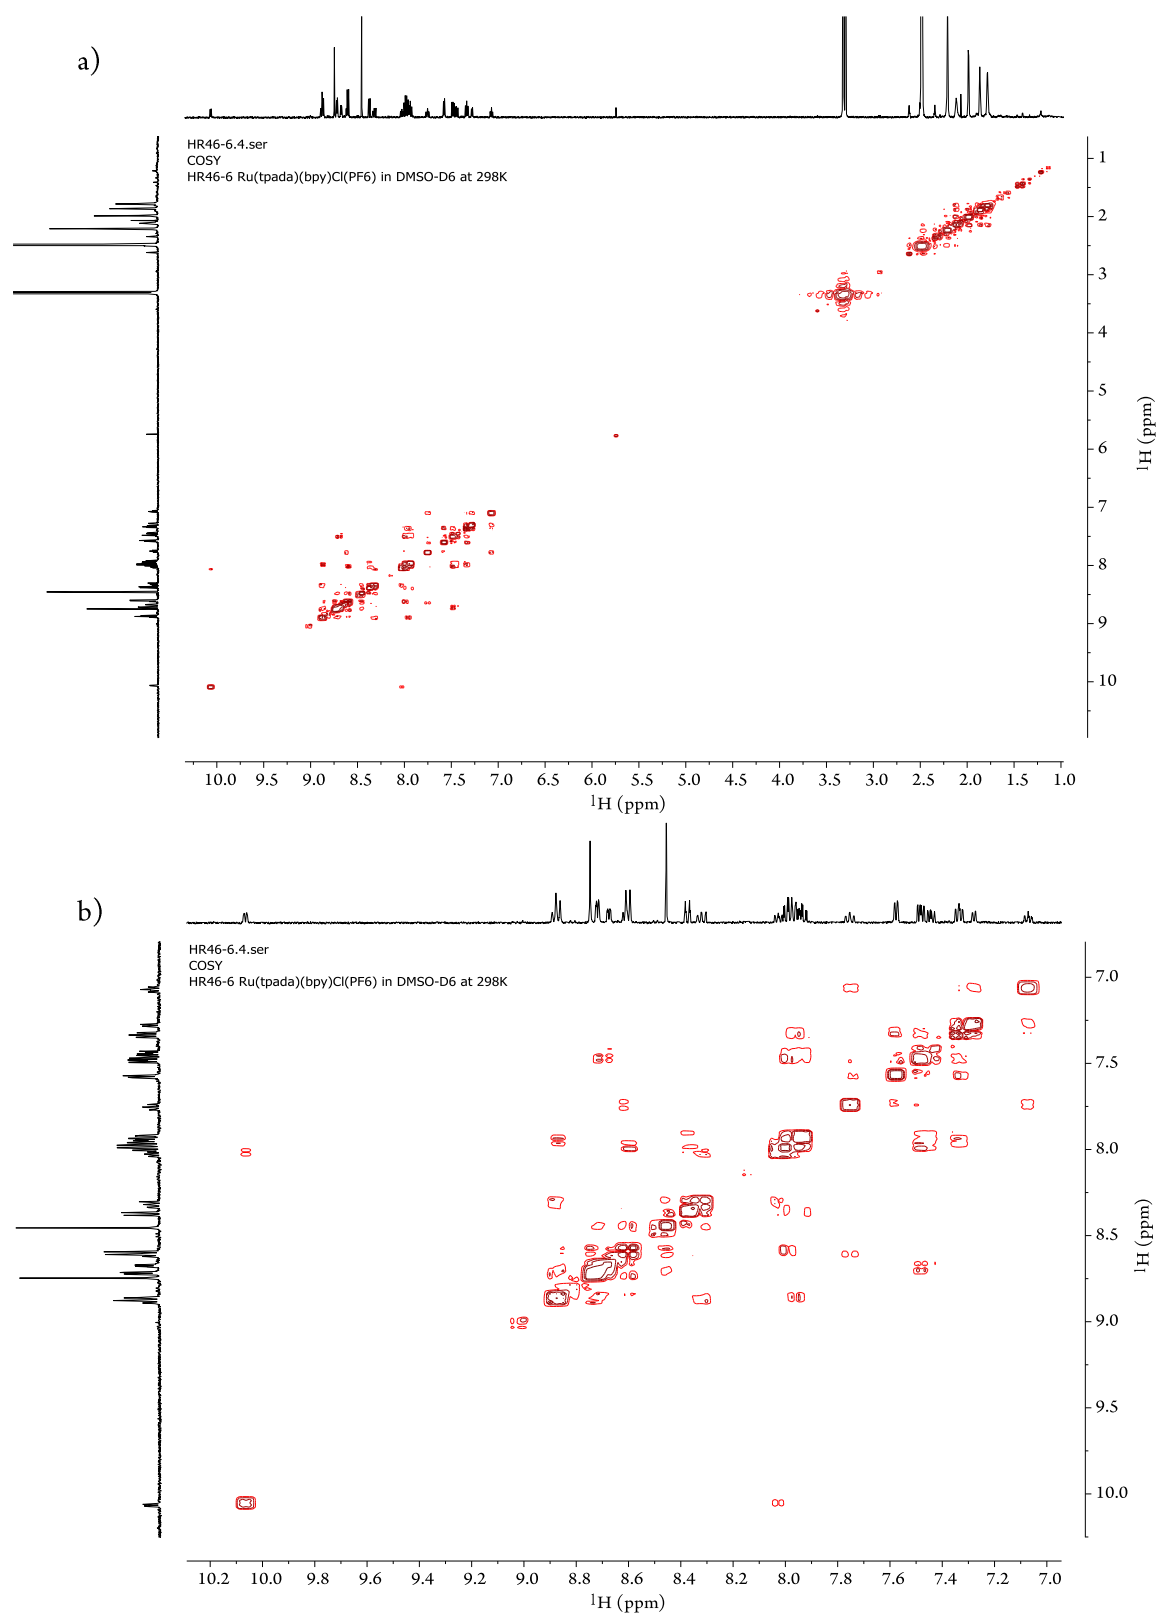 a)
HR46-6.4.ser
COSY
HR46-6 Ru(tpada)(bpy)Cl(PF6) in DMSO-D6 at 298K
1
2
3
4
5
6
7
8
9
10
1H (ppm)
10.0 9.5 9.0 8.5 8.0 7.5 7.0 6.5 6.0 5.5 5.0 4.5 4.0 3.5 3.0 2.5 2.0 1.5 1.0
1H (ppm)
b)
HR46-6.4.ser
COSY
HR46-6 Ru(tpada)(bpy)Cl(PF6) in DMSO-D6 at 298K
7.0
7.5
8.0
8.5
9.0
9.5
10.0
1H (ppm)
10.2 10.0 9.8 9.6 9.4 9.2 9.0 8.8 8.6 8.4 8.2 8.0 7.8 7.6 7.4 7.2 7.0
1H (ppm)